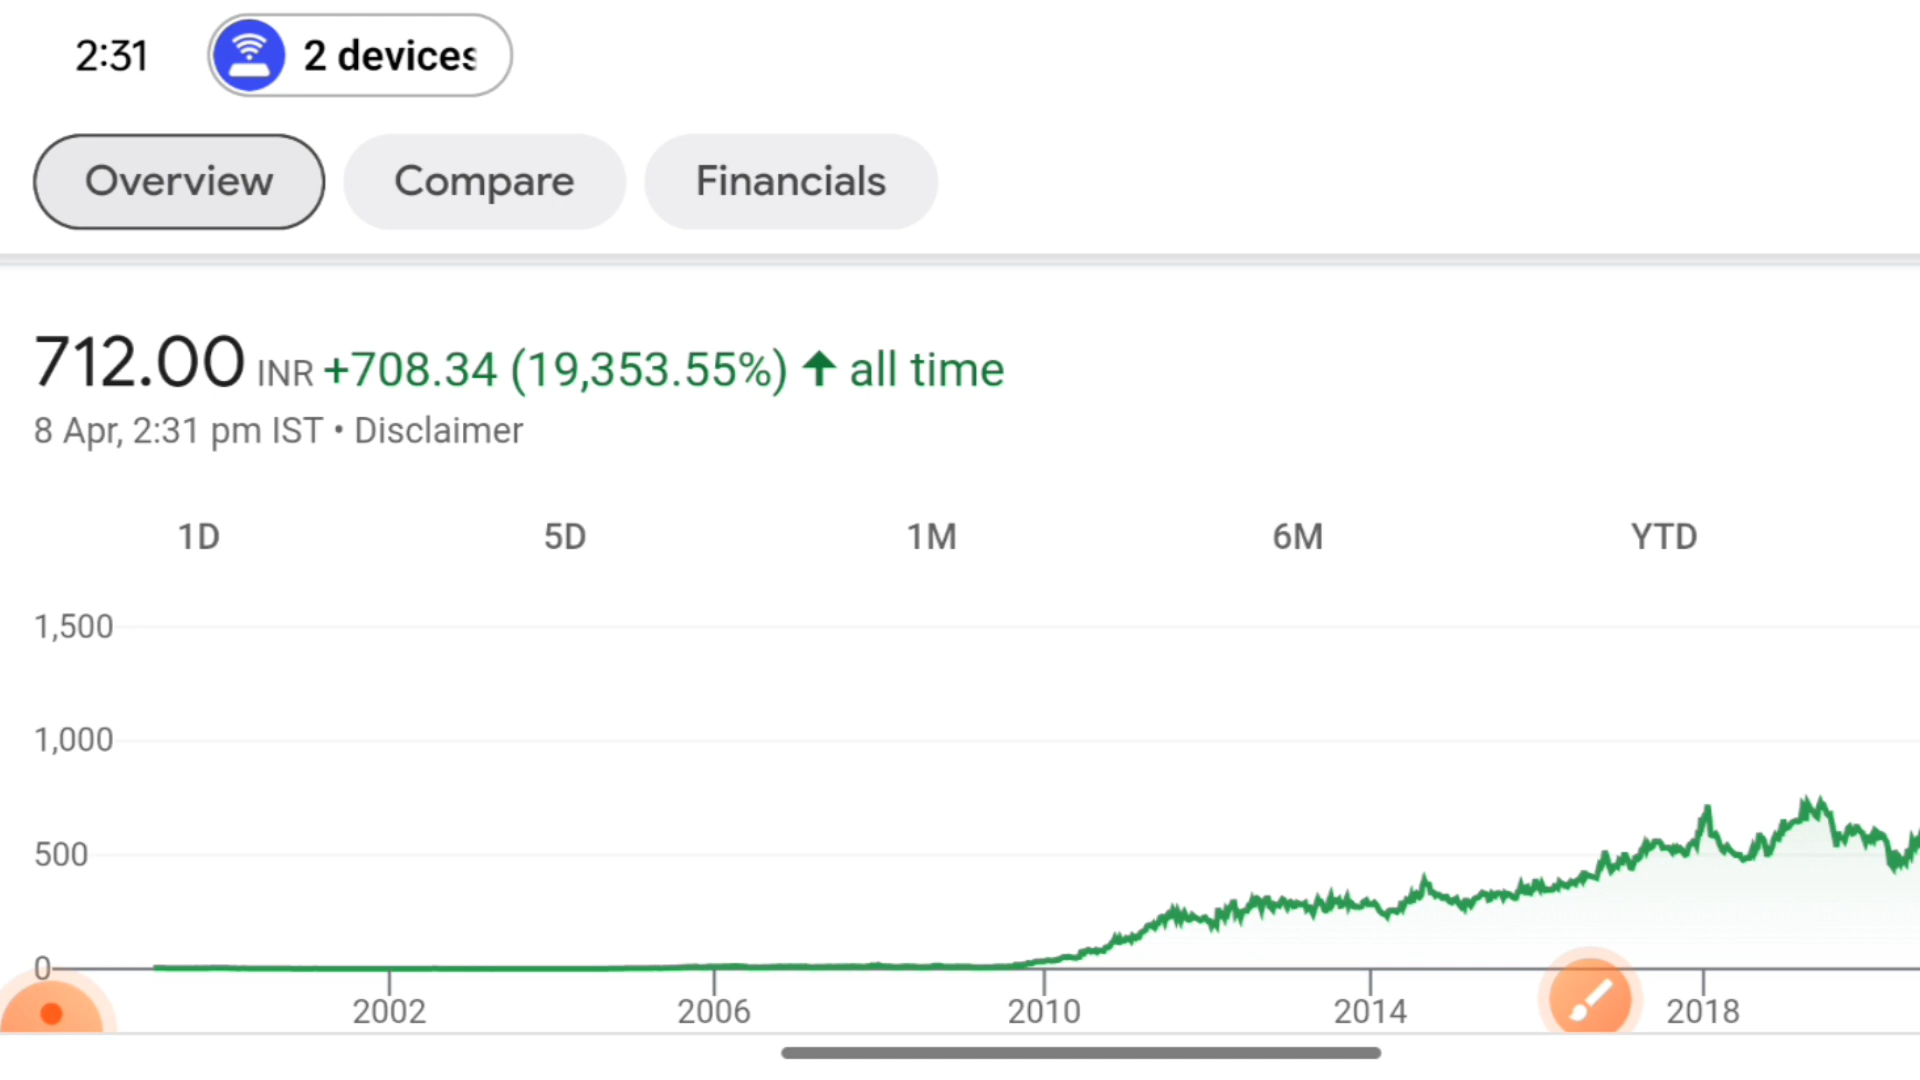 2:31 2 devices
Overview Compare Financials
712.00 INR +708.34 (19,353.55%) ↑ all time
8 Apr, 2:31 pm IST • Disclaimer
1D 5D 1M 6M YTD
1,500
1,000
500
0
2002 2006 2010 2014 2018